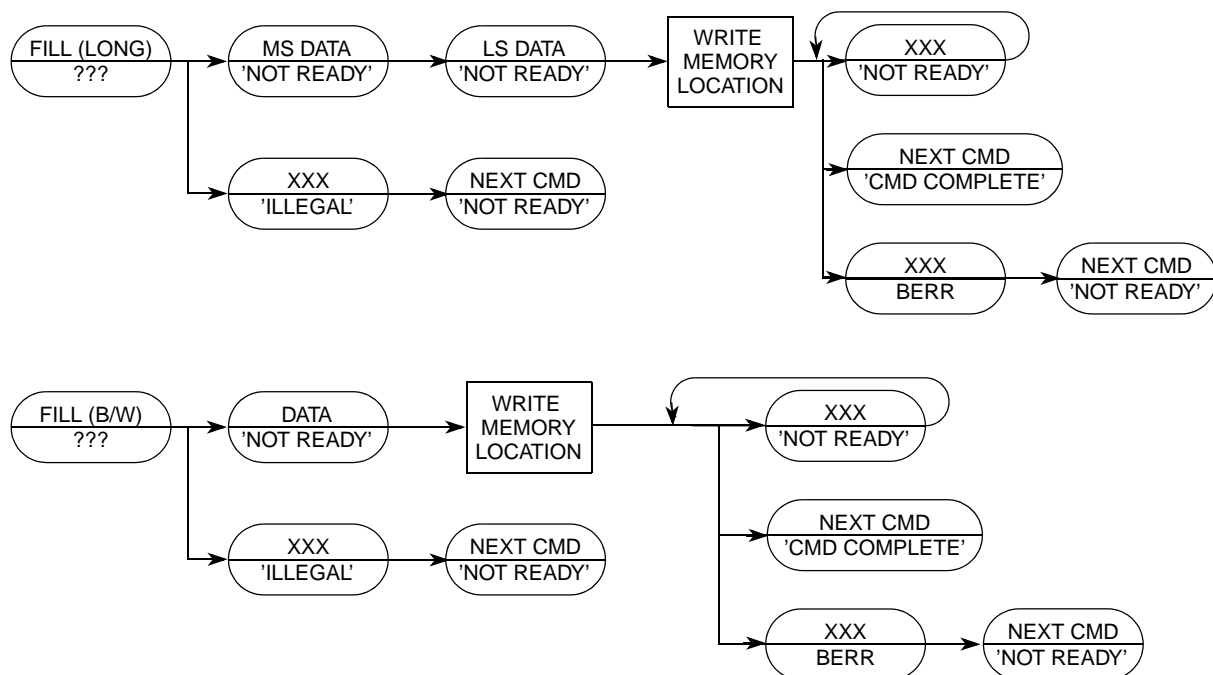 FILL (LONG)
???
MS DATA
'NOT READY'
LS DATA
'NOT READY'
WRITE
MEMORY
LOCATION
XXX
'NOT READY'
NEXT CMD
'CMD COMPLETE'
XXX
'ILLEGAL'
NEXT CMD
'NOT READY'
XXX
BERR
NEXT CMD
'NOT READY'
FILL (B/W)
???
DATA
'NOT READY'
WRITE
MEMORY
LOCATION
XXX
'NOT READY'
NEXT CMD
'CMD COMPLETE'
XXX
'ILLEGAL'
NEXT CMD
'NOT READY'
XXX
BERR
NEXT CMD
'NOT READY'